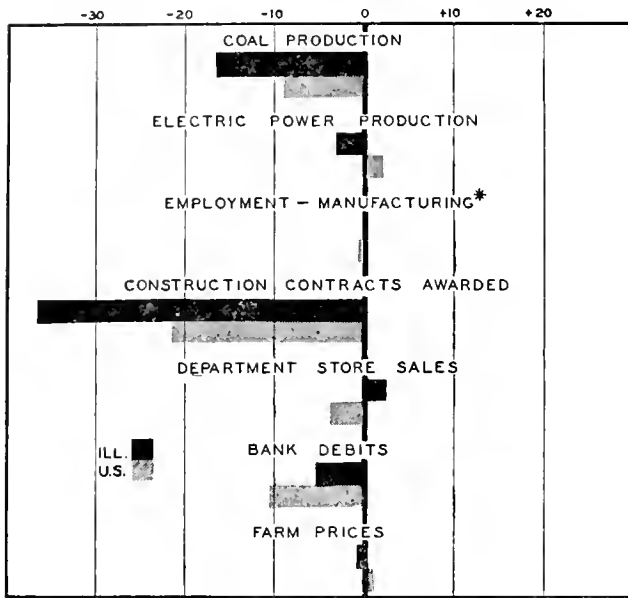 -30 -20 -10 0 +10 +20
COAL PRODUCTION
ELECTRIC POWER PRODUCTION
EMPLOYMENT — MANUFACTURING*
CONSTRUCTION CONTRACTS AWARDED
DEPARTMENT STORE SALES
ILL.
U.S.
BANK DEBITS
FARM PRICES